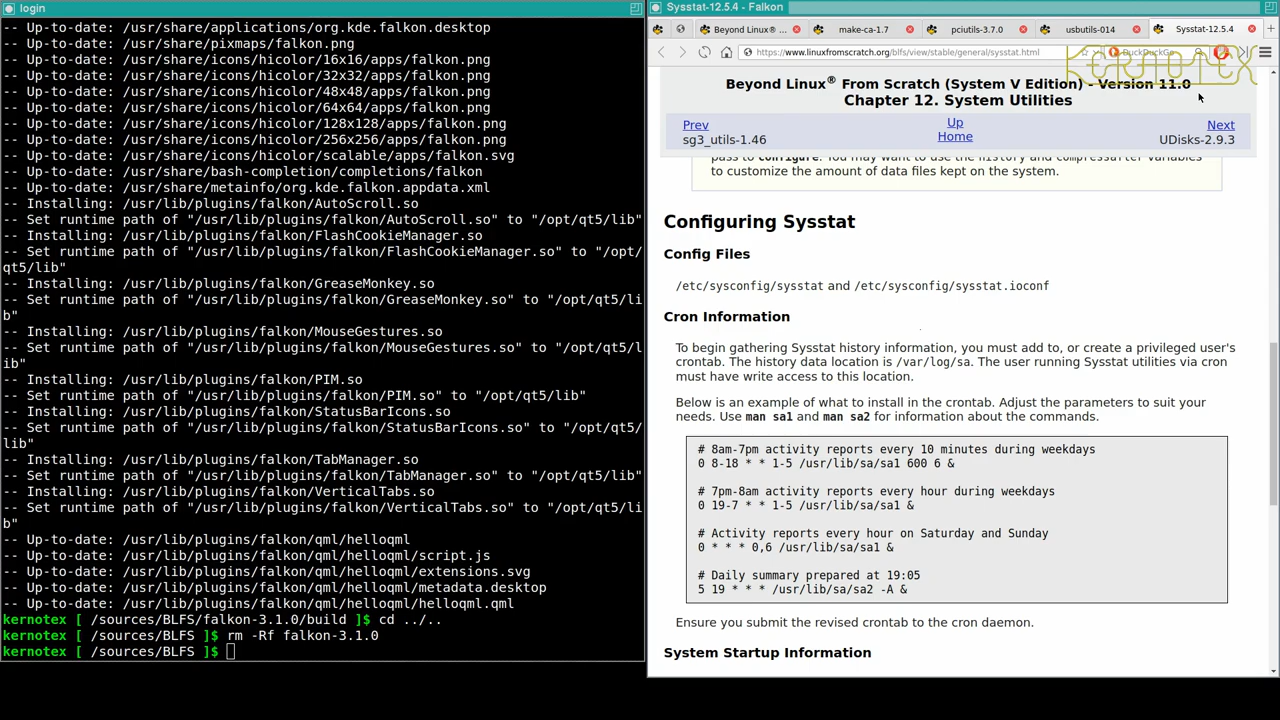 login
-- Up-to-date: /usr/share/applications/org.kde.falkon.desktop
-- Up-to-date: /usr/share/pixmaps/falkon.png
-- Up-to-date: /usr/share/icons/hicolor/16x16/apps/falkon.png
-- Up-to-date: /usr/share/icons/hicolor/32x32/apps/falkon.png
-- Up-to-date: /usr/share/icons/hicolor/48x48/apps/falkon.png
-- Up-to-date: /usr/share/icons/hicolor/64x64/apps/falkon.png
-- Up-to-date: /usr/share/icons/hicolor/128x128/apps/falkon.png
-- Up-to-date: /usr/share/icons/hicolor/256x256/apps/falkon.png
-- Up-to-date: /usr/share/icons/hicolor/scalable/apps/falkon.svg
-- Up-to-date: /usr/share/bash-completion/completions/falkon
-- Up-to-date: /usr/share/metainfo/org.kde.falkon.appdata.xml
-- Installing: /usr/lib/plugins/falkon/AutoScroll.so
-- Set runtime path of "/usr/lib/plugins/falkon/AutoScroll.so" to "/opt/qt5/lib"
-- Installing: /usr/lib/plugins/falkon/FlashCookieManager.so
-- Set runtime path of "/usr/lib/plugins/falkon/FlashCookieManager.so" to "/opt/
qt5/lib"
-- Installing: /usr/lib/plugins/falkon/GreaseMonkey.so
-- Set runtime path of "/usr/lib/plugins/falkon/GreaseMonkey.so" to "/opt/qt5/li
b"
-- Installing: /usr/lib/plugins/falkon/MouseGestures.so
-- Set runtime path of "/usr/lib/plugins/falkon/MouseGestures.so" to "/opt/qt5/l
ib"
-- Installing: /usr/lib/plugins/falkon/PIM.so
-- Set runtime path of "/usr/lib/plugins/falkon/PIM.so" to "/opt/qt5/lib"
-- Installing: /usr/lib/plugins/falkon/StatusBarIcons.so
-- Set runtime path of "/usr/lib/plugins/falkon/StatusBarIcons.so" to "/opt/qt5/
lib"
-- Installing: /usr/lib/plugins/falkon/TabManager.so
-- Set runtime path of "/usr/lib/plugins/falkon/TabManager.so" to "/opt/qt5/lib"
-- Installing: /usr/lib/plugins/falkon/VerticalTabs.so
-- Set runtime path of "/usr/lib/plugins/falkon/VerticalTabs.so" to "/opt/qt5/li
b"
-- Up-to-date: /usr/lib/plugins/falkon/qml/helloqml
-- Up-to-date: /usr/lib/plugins/falkon/qml/helloqml/script.js
-- Up-to-date: /usr/lib/plugins/falkon/qml/helloqml/extensions.svg
-- Up-to-date: /usr/lib/plugins/falkon/qml/helloqml/metadata.desktop
-- Up-to-date: /usr/lib/plugins/falkon/qml/helloqml/helloqml.qml
kernotex [ /sources/BLFS/falkon-3.1.0/build ]$ cd ../..
kernotex [ /sources/BLFS ]$ rm -Rf falkon-3.1.0
kernotex [ /sources/BLFS ]$
Sysstat-12.5.4 - Falkon
Beyond Linux® ...
make-ca-1.7
pciutils-3.7.0
usbutils-014
Sysstat-12.5.4
https://www.linuxfromscratch.org/blfs/view/stable/general/sysstat.html
DuckDuckGo
KERNOTEX
Beyond Linux® From Scratch (System V Edition) - Version 11.0
Chapter 12. System Utilities
Prev Up Next
sg3_utils-1.46 Home UDisks-2.9.3
pass to configure. You may want to use the history and compressafter variables
to customize the amount of data files kept on the system.
Configuring Sysstat
Config Files
/etc/sysconfig/sysstat and /etc/sysconfig/sysstat.ioconf
Cron Information
To begin gathering Sysstat history information, you must add to, or create a privileged user's
crontab. The history data location is /var/log/sa. The user running Sysstat utilities via cron
must have write access to this location.
Below is an example of what to install in the crontab. Adjust the parameters to suit your
needs. Use man sa1 and man sa2 for information about the commands.
# 8am-7pm activity reports every 10 minutes during weekdays
0 8-18 * * 1-5 /usr/lib/sa/sa1 600 6 &
# 7pm-8am activity reports every hour during weekdays
0 19-7 * * 1-5 /usr/lib/sa/sa1 &
# Activity reports every hour on Saturday and Sunday
0 * * * 0,6 /usr/lib/sa/sa1 &
# Daily summary prepared at 19:05
5 19 * * * /usr/lib/sa/sa2 -A &
Ensure you submit the revised crontab to the cron daemon.
System Startup Information